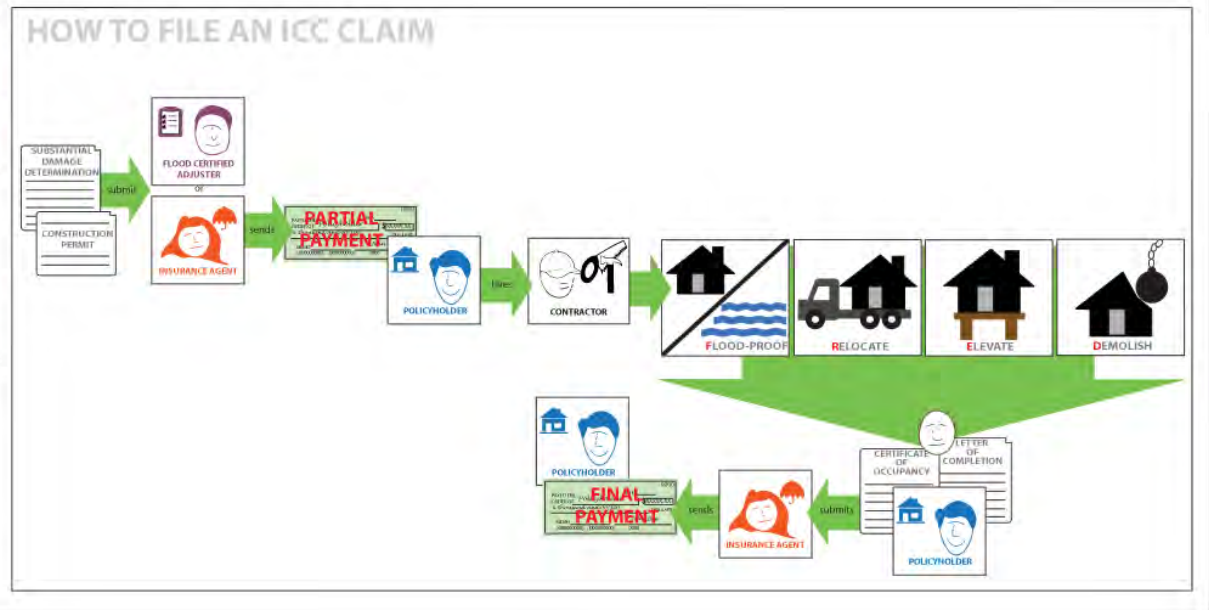 HOW TO FILE AN ICC CLAIM
SUBSTANTIAL
DAMAGE
DETERMINATION
CONSTRUCTION
PERMIT
submit
FLOOD CERTIFIED
ADJUSTER
or
INSURANCE AGENT
sends
PARTIAL
PAYMENT
POLICYHOLDER
hires
CONTRACTOR
FLOOD-PROOF
RELOCATE
ELEVATE
DEMOLISH
LETTER
OF
COMPLETION
CERTIFICATE
OF
OCCUPANCY
POLICYHOLDER
submits
INSURANCE AGENT
sends
FINAL
PAYMENT
POLICYHOLDER